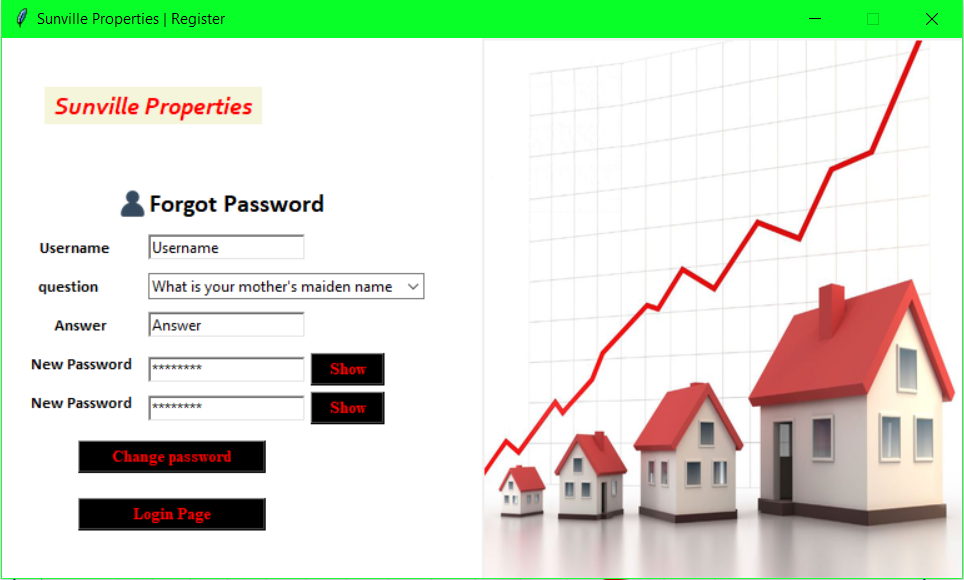 Sunville Properties | Register
Sunville Properties
Forgot Password
Username Username
question What is your mother's maiden name
Answer Answer
New Password ******** Show
New Password ******** Show
Change password
Login Page